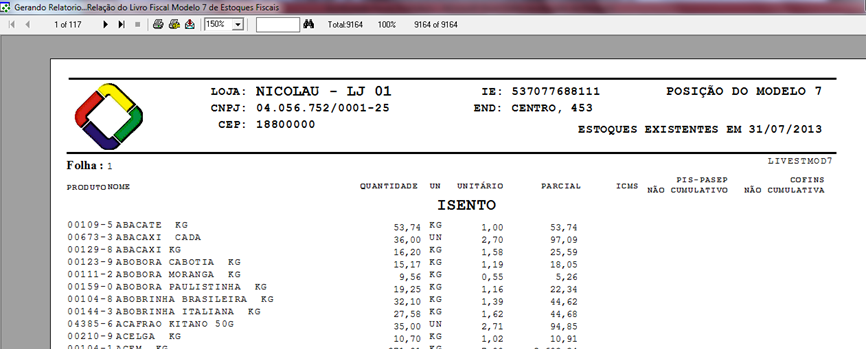 Gerando Relatorio...Relação do Livro Fiscal Modelo 7 de Estoques Fiscais
1 of 117 150% Total:9164 100% 9164 of 9164
LOJA: NICOLAU - LJ 01 IE: 537077688111 POSIÇÃO DO MODELO 7
CNPJ: 04.056.752/0001-25 END: CENTRO, 453
CEP: 18800000 ESTOQUES EXISTENTES EM 31/07/2013
Folha : 1 LIVESTMOD7
PRODUTO NOME QUANTIDADE UN UNITÁRIO PARCIAL ICMS PIS-PASEP NÃO CUMULATIVO COFINS NÃO CUMULATIVA
ISENTO
00109-5 ABACATE KG 53,74 KG 1,00 53,74
00673-3 ABACAXI CADA 36,00 UN 2,70 97,09
00129-8 ABACAXI KG 16,20 KG 1,58 25,59
00123-9 ABOBORA CABOTIA KG 15,17 KG 1,19 18,05
00111-2 ABOBORA MORANGA KG 9,56 KG 0,55 5,26
00159-0 ABOBORA PAULISTINHA KG 19,25 KG 1,16 22,34
00104-8 ABOBRINHA BRASILEIRA KG 32,10 KG 1,39 44,62
00144-3 ABOBRINHA ITALIANA KG 27,58 KG 1,62 44,68
04385-6 ACAFRAO KITANO 50G 35,00 UN 2,71 94,85
00210-9 ACELGA KG 10,70 KG 1,02 10,91
ACEM KG